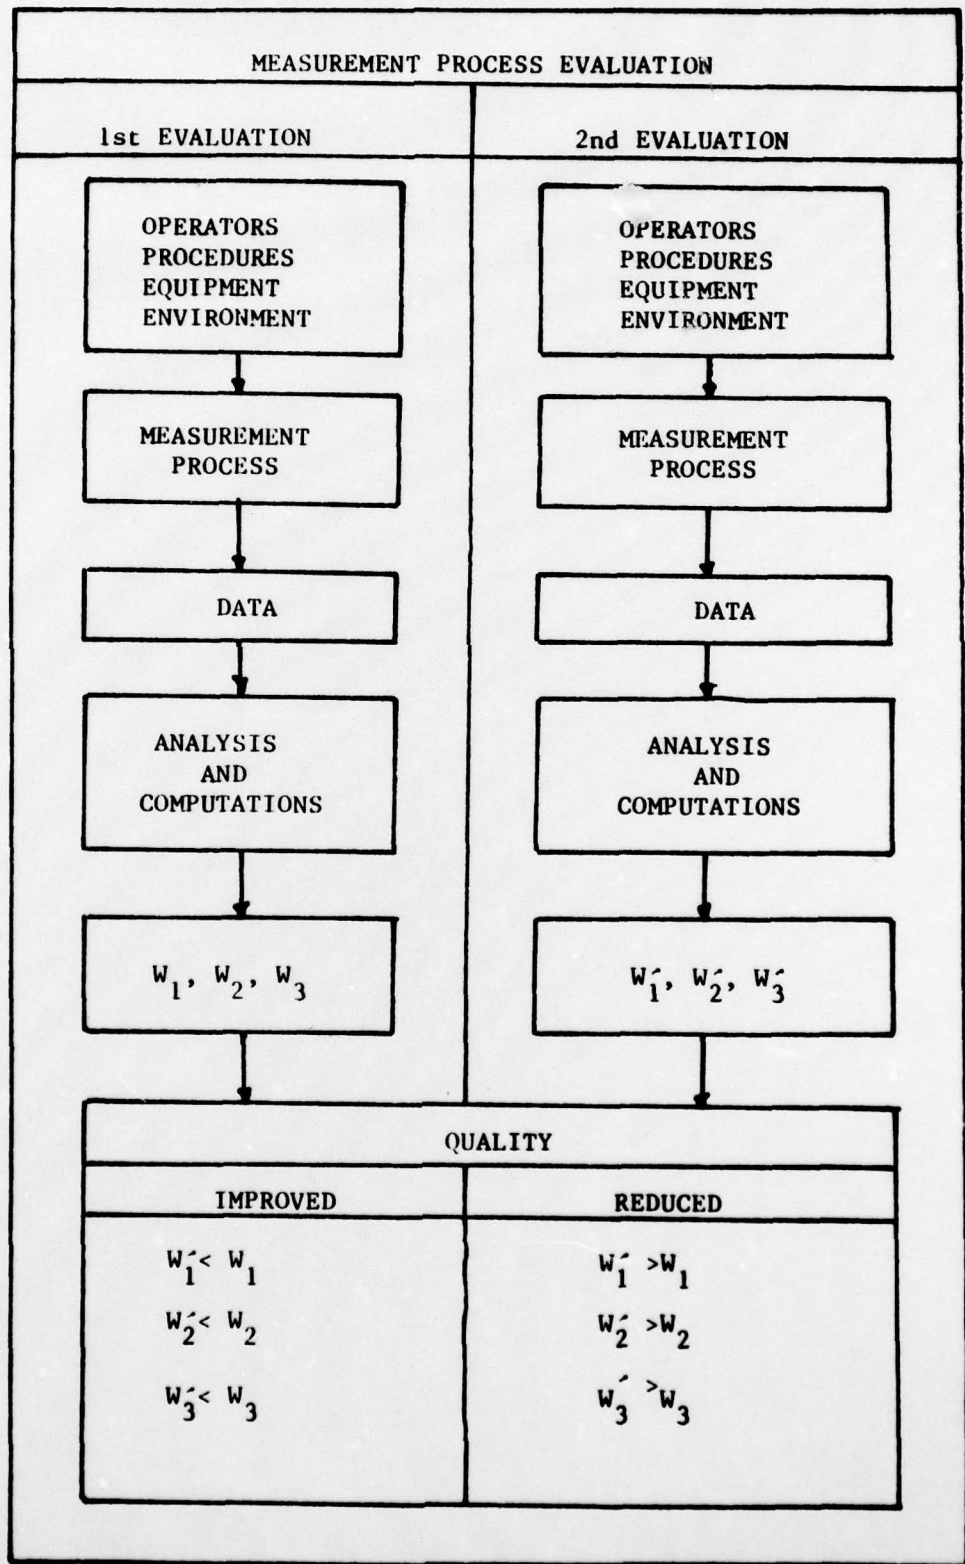 MEASUREMENT PROCESS EVALUATION
1st EVALUATION
OPERATORS
PROCEDURES
EQUIPMENT
ENVIRONMENT
MEASUREMENT
PROCESS
DATA
ANALYSIS
AND
COMPUTATIONS
W₁, W₂, W₃
2nd EVALUATION
OPERATORS
PROCEDURES
EQUIPMENT
ENVIRONMENT
MEASUREMENT
PROCESS
DATA
ANALYSIS
AND
COMPUTATIONS
W₁´, W₂´, W₃´
QUALITY
IMPROVED
W₁´< W₁
W₂´< W₂
W₃´< W₃
REDUCED
W₁´ >W₁
W₂´ >W₂
W₃´ >W₃